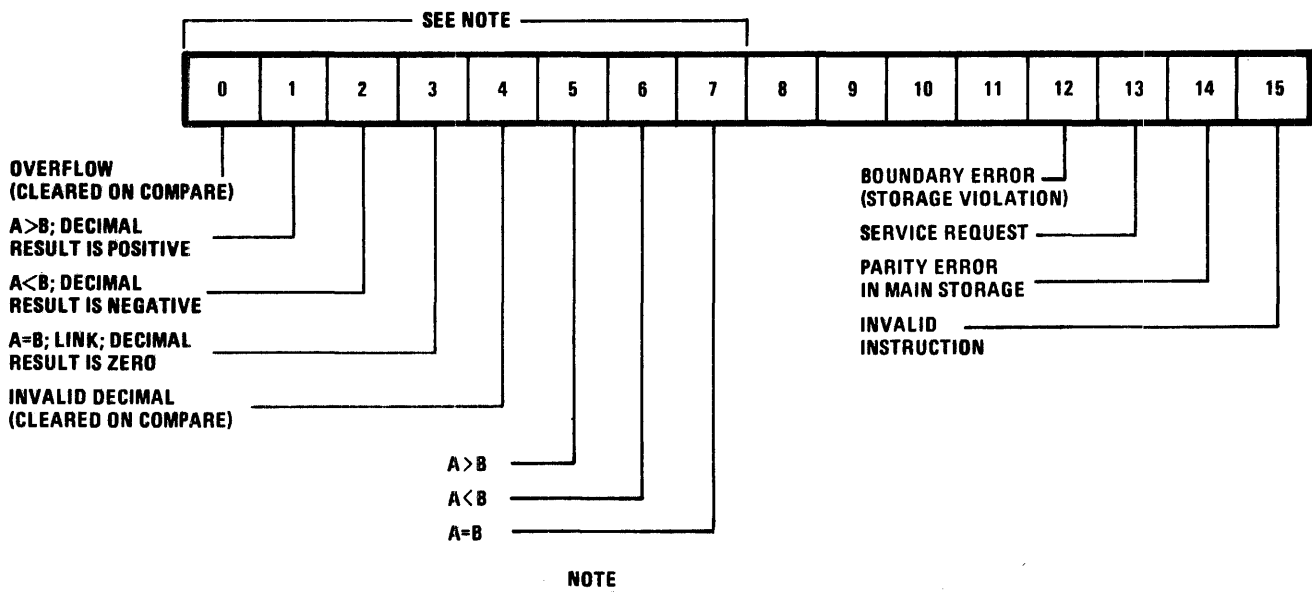 SEE NOTE
0 1 2 3 4 5 6 7 8 9 10 11 12 13 14 15
OVERFLOW
(CLEARED ON COMPARE)
A>B; DECIMAL
RESULT IS POSITIVE
A<B; DECIMAL
RESULT IS NEGATIVE
A=B; LINK; DECIMAL
RESULT IS ZERO
INVALID DECIMAL
(CLEARED ON COMPARE)
A>B
A<B
A=B
BOUNDARY ERROR
(STORAGE VIOLATION)
SERVICE REQUEST
PARITY ERROR
IN MAIN STORAGE
INVALID
INSTRUCTION
NOTE